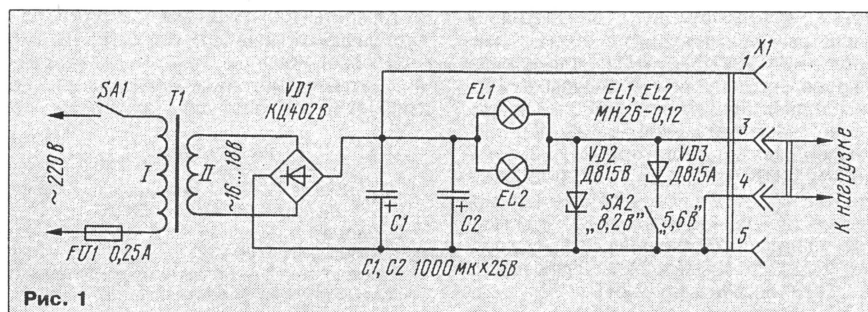 1 X1
SA1
T1
VD1
КЦ402В
EL1
EL1, EL2
МН26-0,12
~220В
I
II
~16...18В
3
VD2
Д815В
VD3
Д815А
EL2
4
SA2
„8,2В"
„5,6В"
C1
C2
К нагрузке
5
FU1 0,25А
C1, C2 1000 мк×25В
Рис. 1